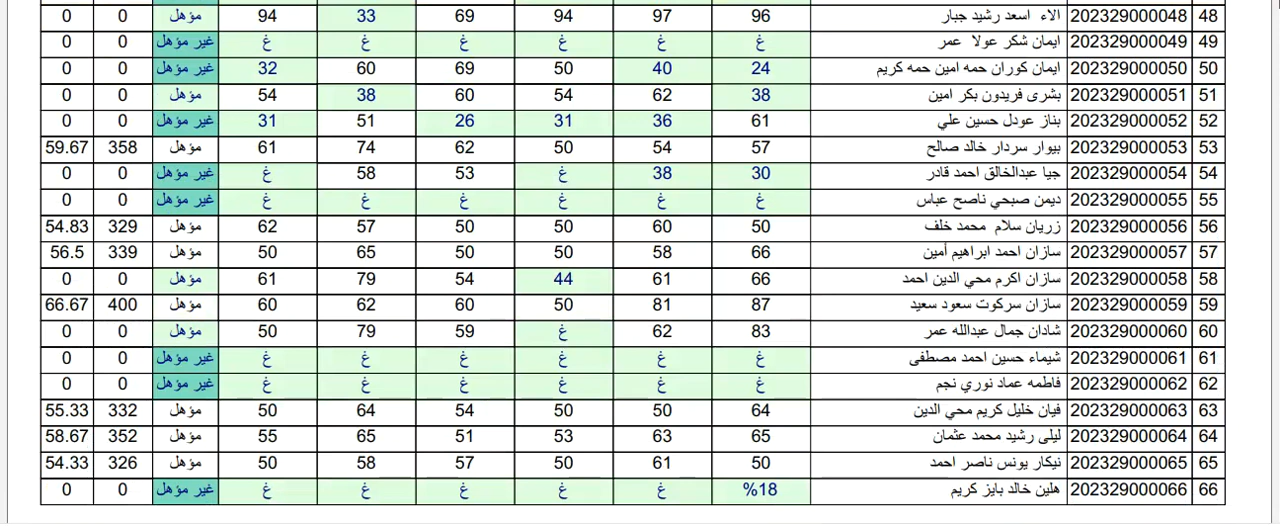 48 202329000048 الاء اسعد رشيد جبار 96 97 94 69 33 94 مؤهل 0 0
49 202329000049 ايمان شكر عولا عمر غ غ غ غ غ غ غير مؤهل 0 0
50 202329000050 ايمان كوران حمه امين حمه كريم 24 40 50 69 60 32 غير مؤهل 0 0
51 202329000051 بشرى فريدون بكر امين 38 62 54 60 38 54 مؤهل 0 0
52 202329000052 بناز عودل حسين علي 61 36 31 26 51 31 غير مؤهل 0 0
53 202329000053 بيوار سردار خالد صالح 57 54 50 62 74 61 مؤهل 358 59.67
54 202329000054 جيا عبدالخالق احمد قادر 30 38 غ 53 58 غ غير مؤهل 0 0
55 202329000055 ديمن صبحي ناصح عباس غ غ غ غ غ غ غير مؤهل 0 0
56 202329000056 زريان سلام محمد خلف 50 60 50 50 57 62 مؤهل 329 54.83
57 202329000057 سازان احمد ابراهيم أمين 66 58 50 50 65 50 مؤهل 339 56.5
58 202329000058 سازان اكرم محي الدين احمد 66 61 44 54 79 61 مؤهل 0 0
59 202329000059 سازان سركوت سعود سعيد 87 81 50 60 62 60 مؤهل 400 66.67
60 202329000060 شادان جمال عبدالله عمر 83 62 غ 59 79 50 مؤهل 0 0
61 202329000061 شيماء حسين احمد مصطفى غ غ غ غ غ غ غير مؤهل 0 0
62 202329000062 فاطمه عماد نوري نجم غ غ غ غ غ غ غير مؤهل 0 0
63 202329000063 فيان خليل كريم محي الدين 64 50 50 54 64 50 مؤهل 332 55.33
64 202329000064 ليلى رشيد محمد عثمان 65 63 53 51 65 55 مؤهل 352 58.67
65 202329000065 نيكار يونس ناصر احمد 50 61 50 57 58 50 مؤهل 326 54.33
66 202329000066 هلين خالد بايز كريم %18 غ غ غ غ غ غير مؤهل 0 0